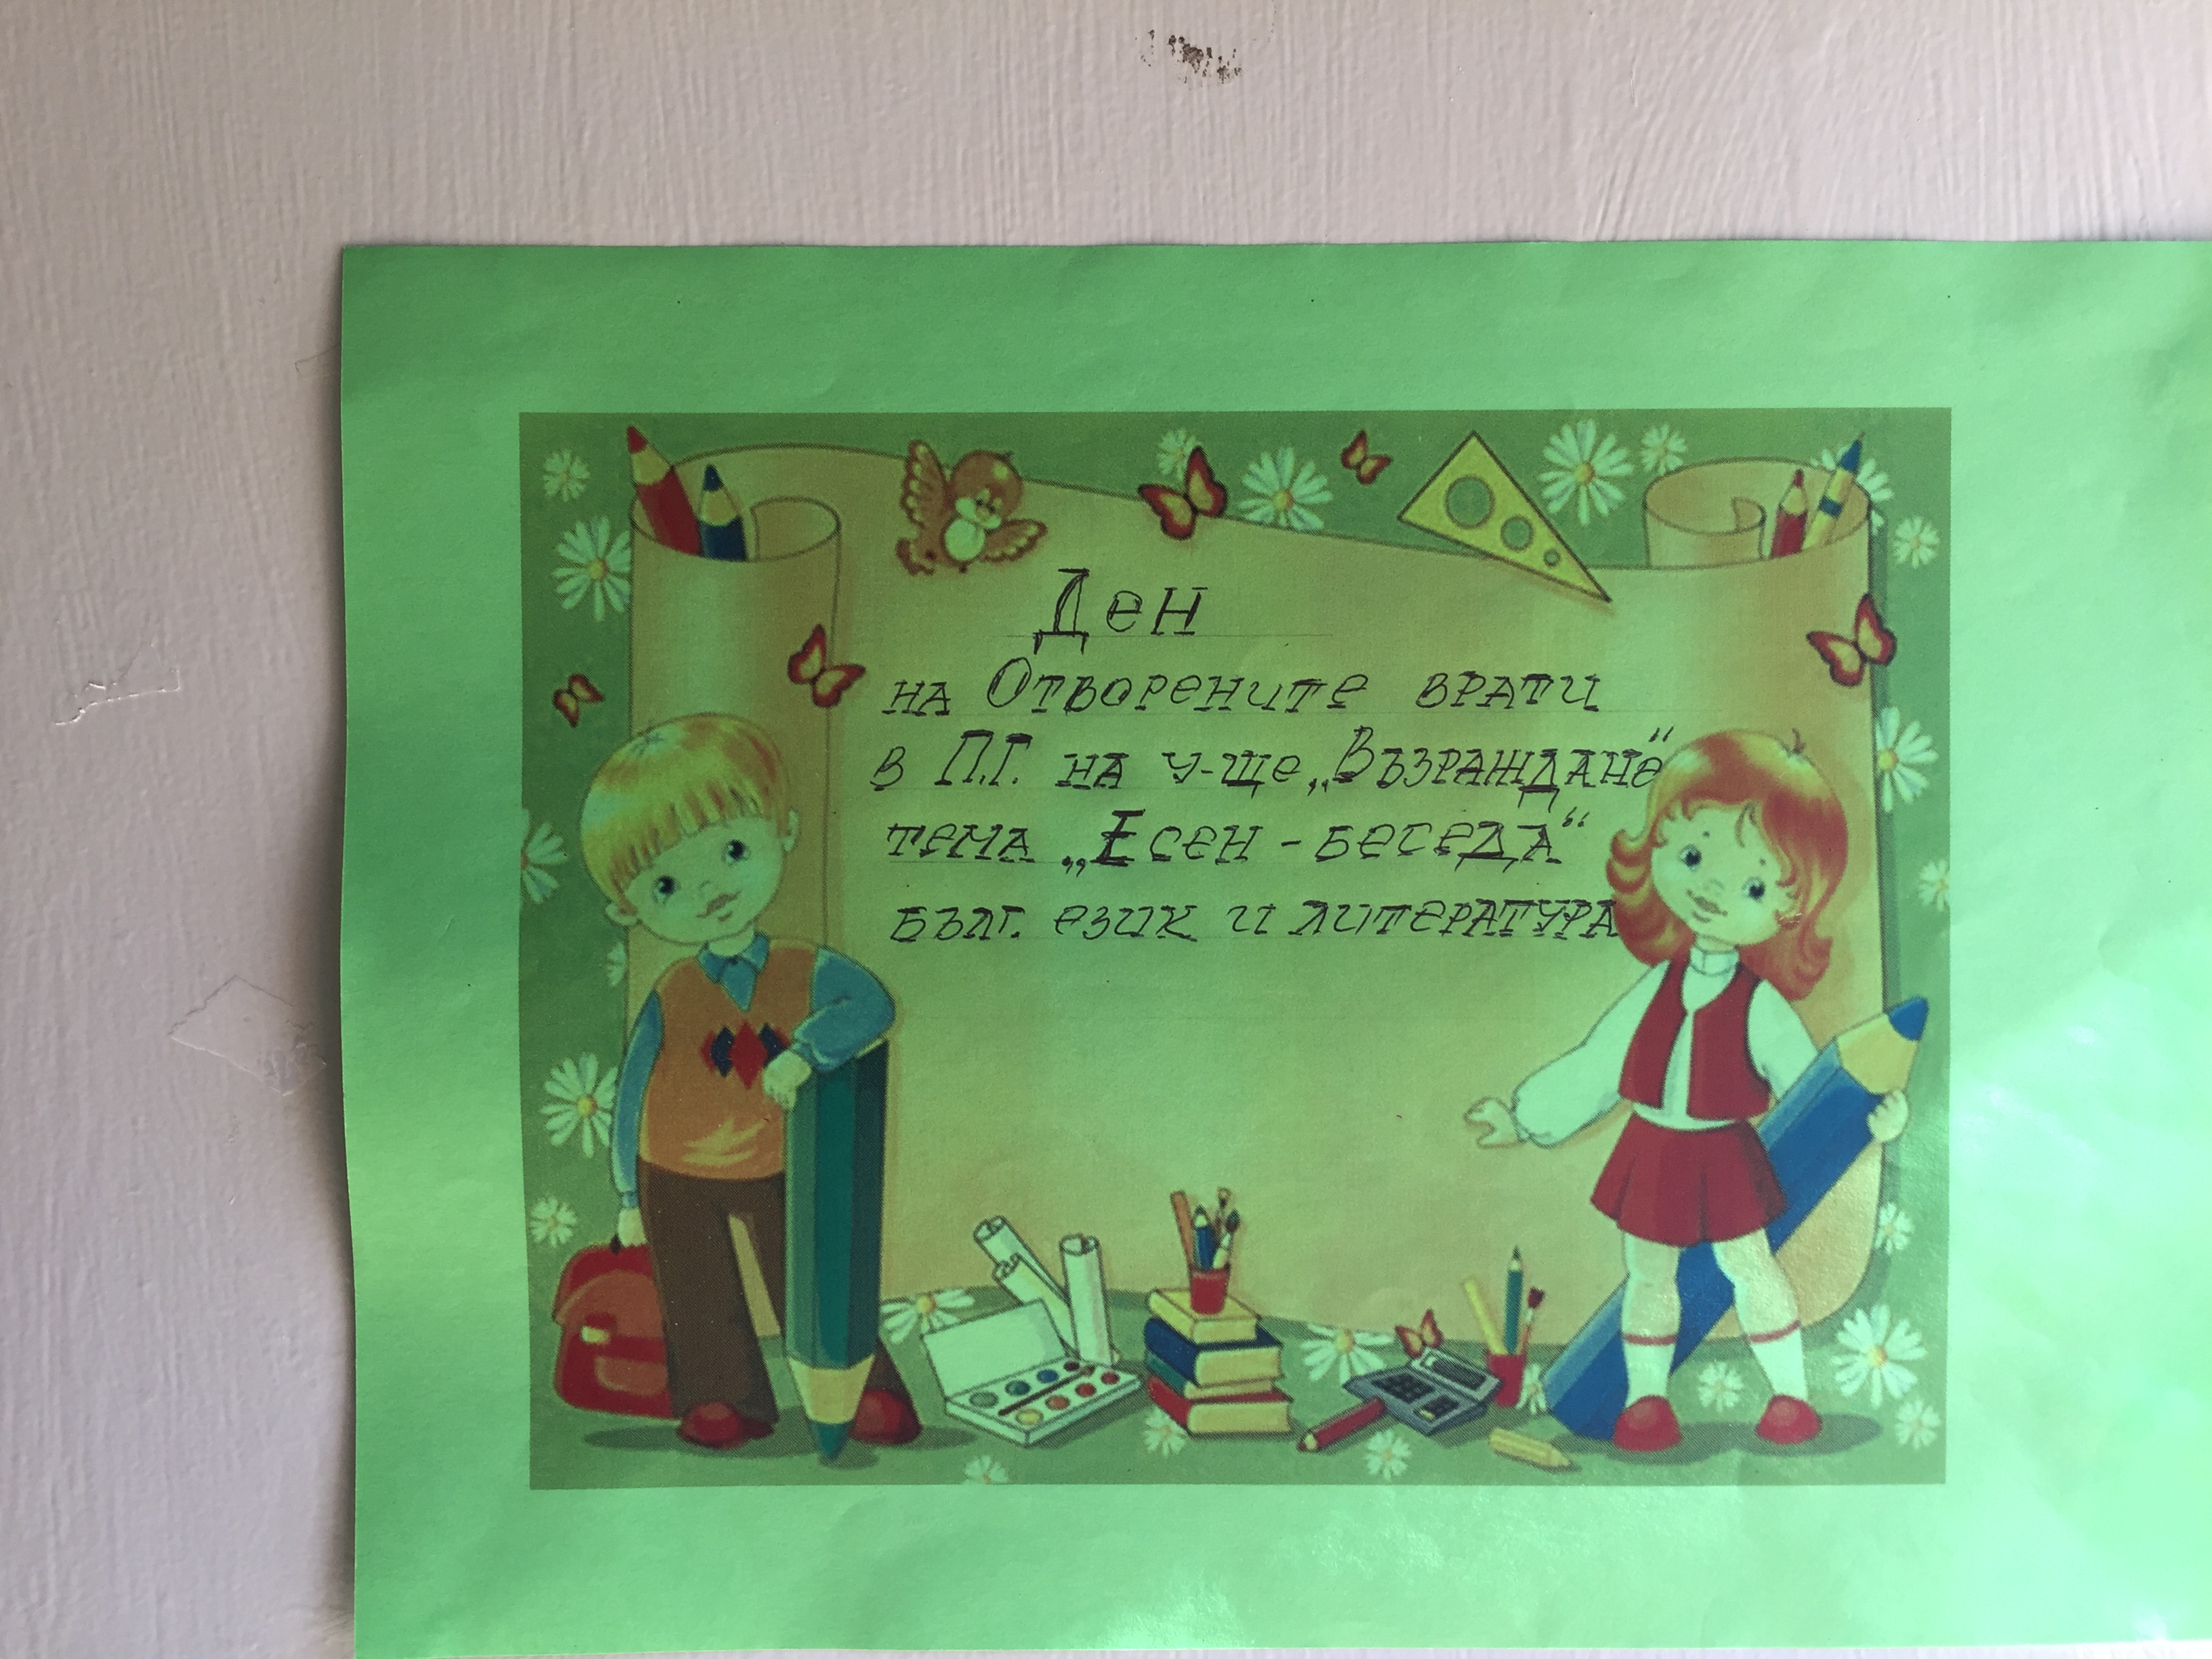 Ден
на Отворените врати
в П.Г. на у-ще „Възраждане“
тема „Есен - беседа“
бълг. език и литература